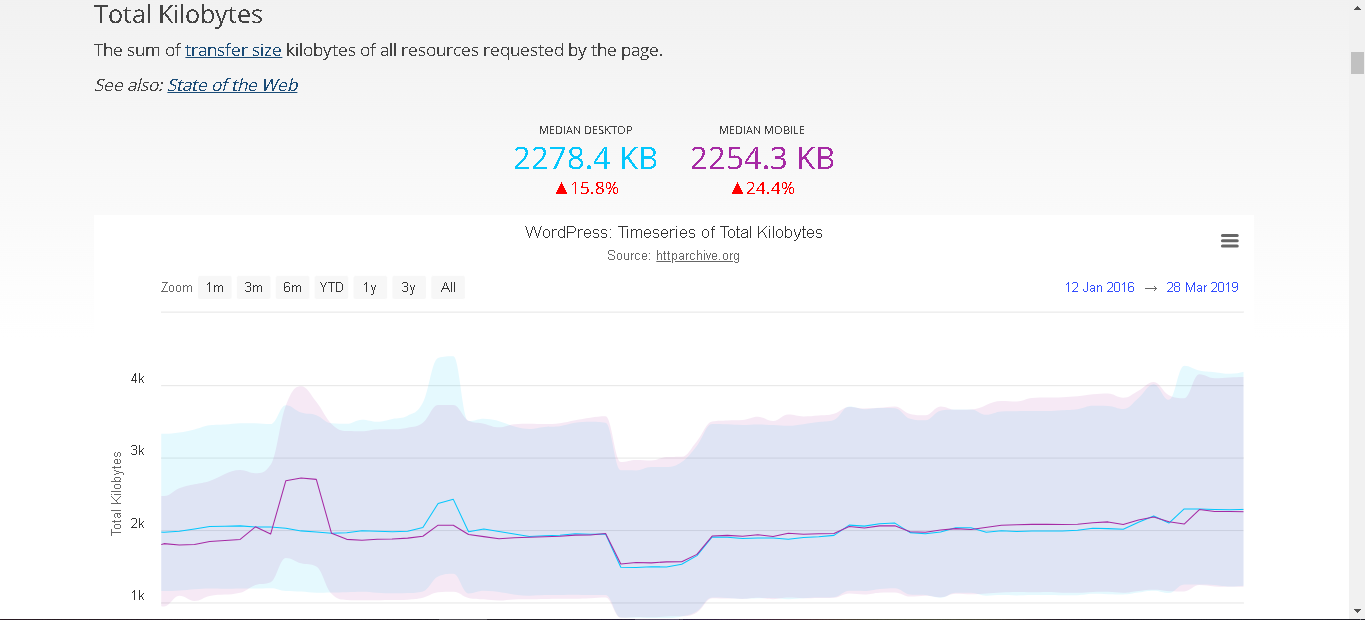 Total Kilobytes
The sum of transfer size kilobytes of all resources requested by the page.
See also: State of the Web
MEDIAN DESKTOP MEDIAN MOBILE
2278.4 KB 2254.3 KB
▲15.8% ▲24.4%
WordPress: Timeseries of Total Kilobytes
Source: httparchive.org
Zoom 1m 3m 6m YTD 1y 3y All 12 Jan 2016 → 28 Mar 2019
4k
3k
Total Kilobytes
2k
1k